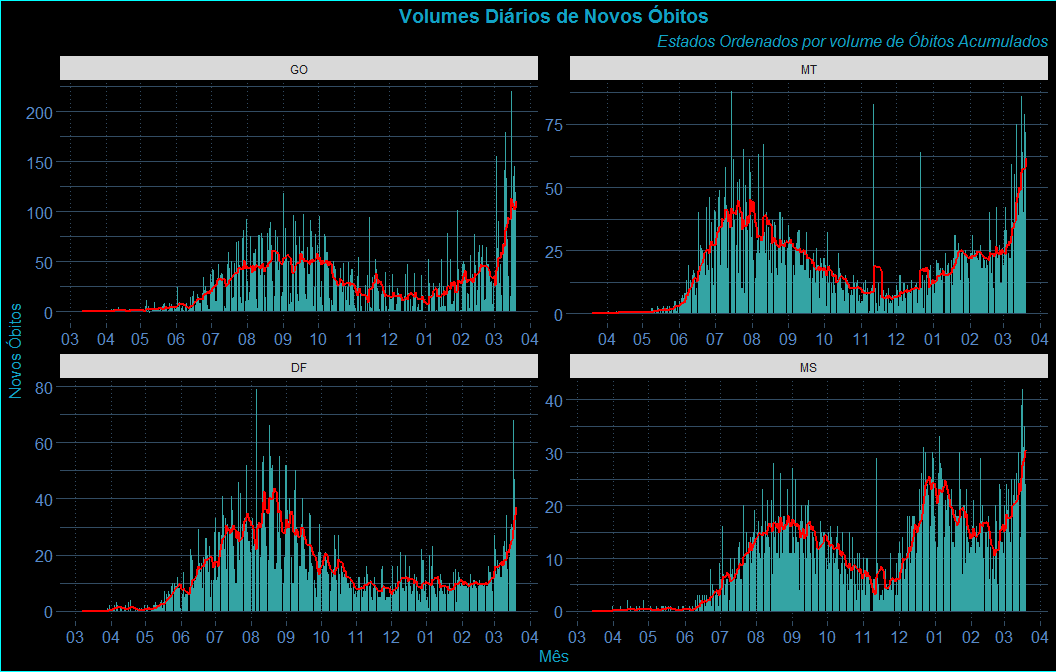 Volumes Diários de Novos Óbitos
Estados Ordenados por volume de Óbitos Acumulados
GO
200
150
100
50
0
03 04 05 06 07 08 09 10 11 12 01 02 03 04
MT
75
50
25
0
04 05 06 07 08 09 10 11 12 01 02 03 04
Novos Óbitos
DF
80
60
40
20
0
03 04 05 06 07 08 09 10 11 12 01 02 03 04
MS
40
30
20
10
0
03 04 05 06 07 08 09 10 11 12 01 02 03 04
Mês